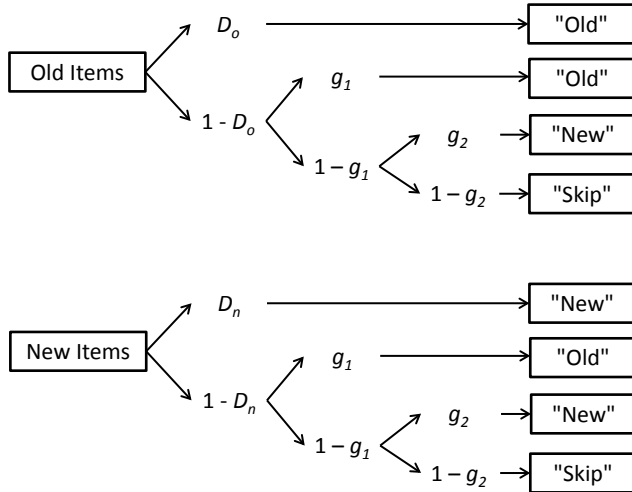 D_o "Old"
Old Items g_1 "Old"
1 - D_o g_2 "New"
1 – g_1
1 – g_2 "Skip"
D_n "New"
New Items g_1 "Old"
1 - D_n g_2 "New"
1 – g_1
1 – g_2 "Skip"